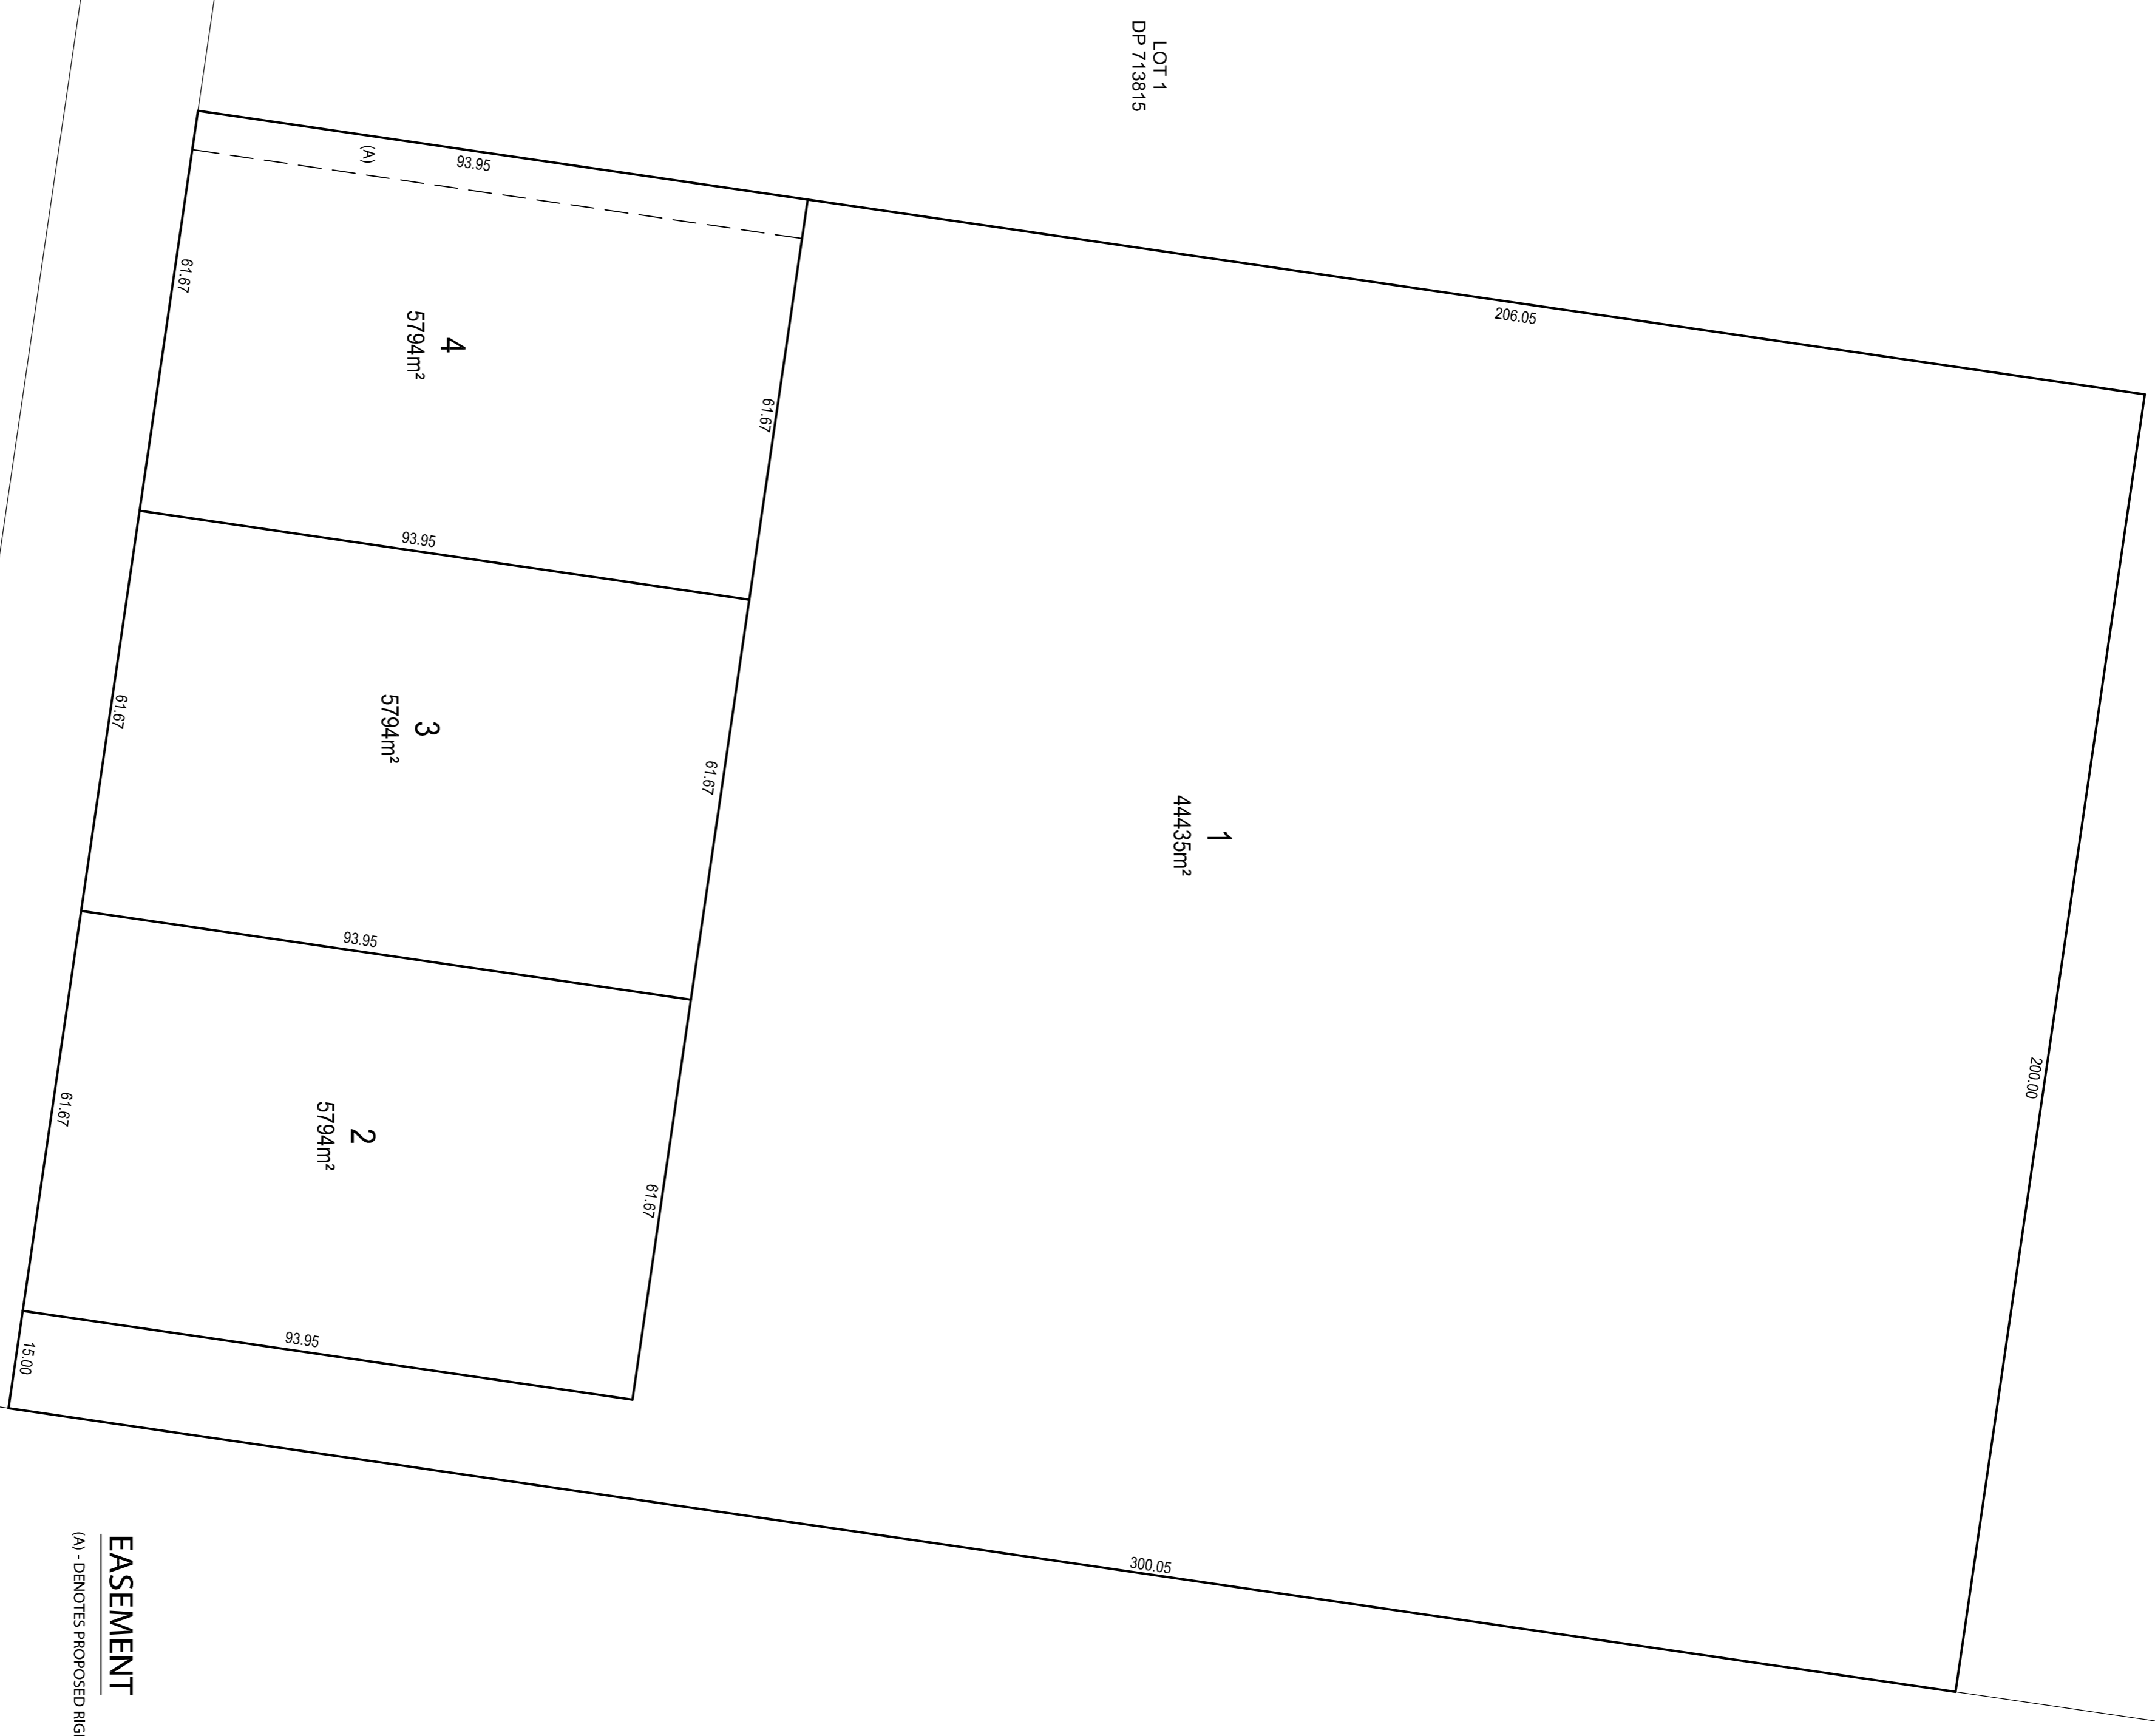 LOT 1
DP 713815
(A)
93.95
206.05
61.67
4
5794m²
61.67
93.95
61.67
3
5794m²
61.67
1
44435m²
200.00
93.95
61.67
2
5794m²
61.67
93.95
15.00
300.05
EASEMENT
(A) - DENOTES PROPOSED